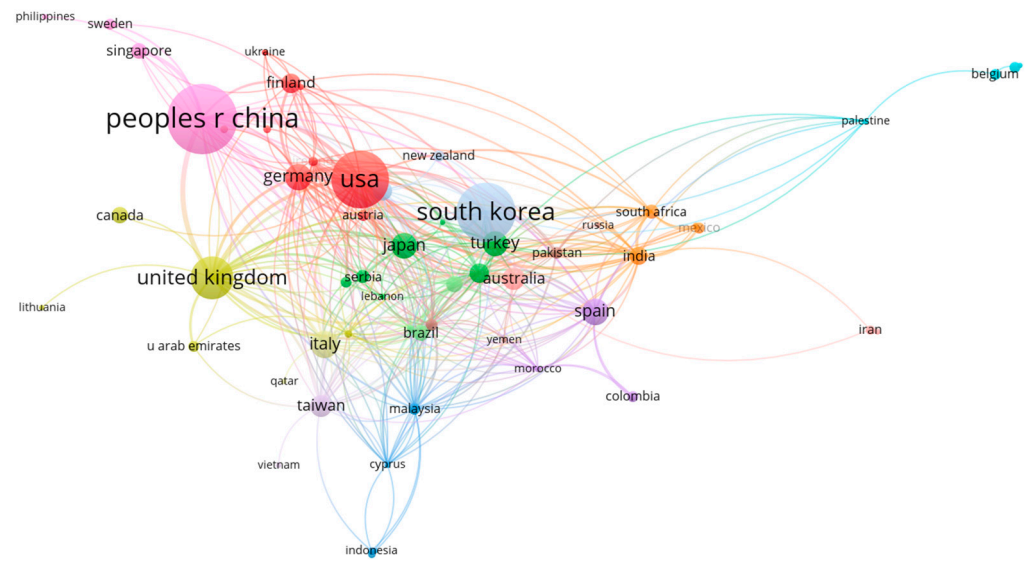 philippines
sweden
singapore
ukraine
belgium
finland
peoples r china
palestine
new zealand
germany
usa
canada
austria
south korea
south africa
russia
mexico
japan
turkey
pakistan
india
united kingdom
serbia
australia
lebanon
lithuania
spain
iran
brazil
yemen
u arab emirates
italy
morocco
qatar
colombia
taiwan
malaysia
vietnam
cyprus
indonesia